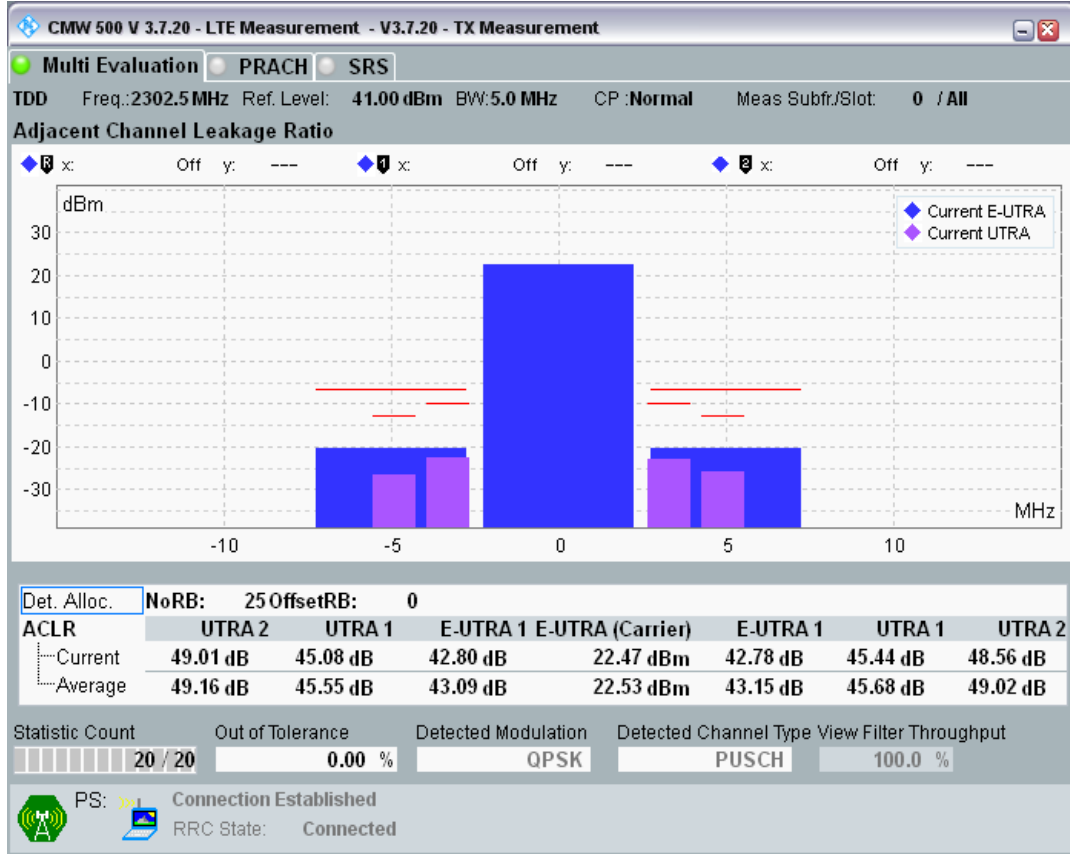 CMW 500 V 3.7.20 - LTE Measurement - V3.7.20 - TX Measurement
Multi Evaluation PRACH SRS
TDD Freq.:2302.5 MHz Ref. Level: 41.00 dBm BW:5.0 MHz CP :Normal Meas Subfr./Slot: 0 / All
Adjacent Channel Leakage Ratio
R x: Off y: --- 1 x: Off y: --- 2 x: Off y: ---
dBm
Current E-UTRA
Current UTRA
30
20
10
0
-10
-20
-30
MHz
-10 -5 0 5 10
Det. Alloc. NoRB: 25 OffsetRB: 0
ACLR UTRA 2 UTRA 1 E-UTRA 1 E-UTRA (Carrier) E-UTRA 1 UTRA 1 UTRA 2
Current 49.01 dB 45.08 dB 42.80 dB 22.47 dBm 42.78 dB 45.44 dB 48.56 dB
Average 49.16 dB 45.55 dB 43.09 dB 22.53 dBm 43.15 dB 45.68 dB 49.02 dB
Statistic Count Out of Tolerance Detected Modulation Detected Channel Type View Filter Throughput
20 / 20 0.00 % QPSK PUSCH 100.0 %
PS: Connection Established
RRC State: Connected